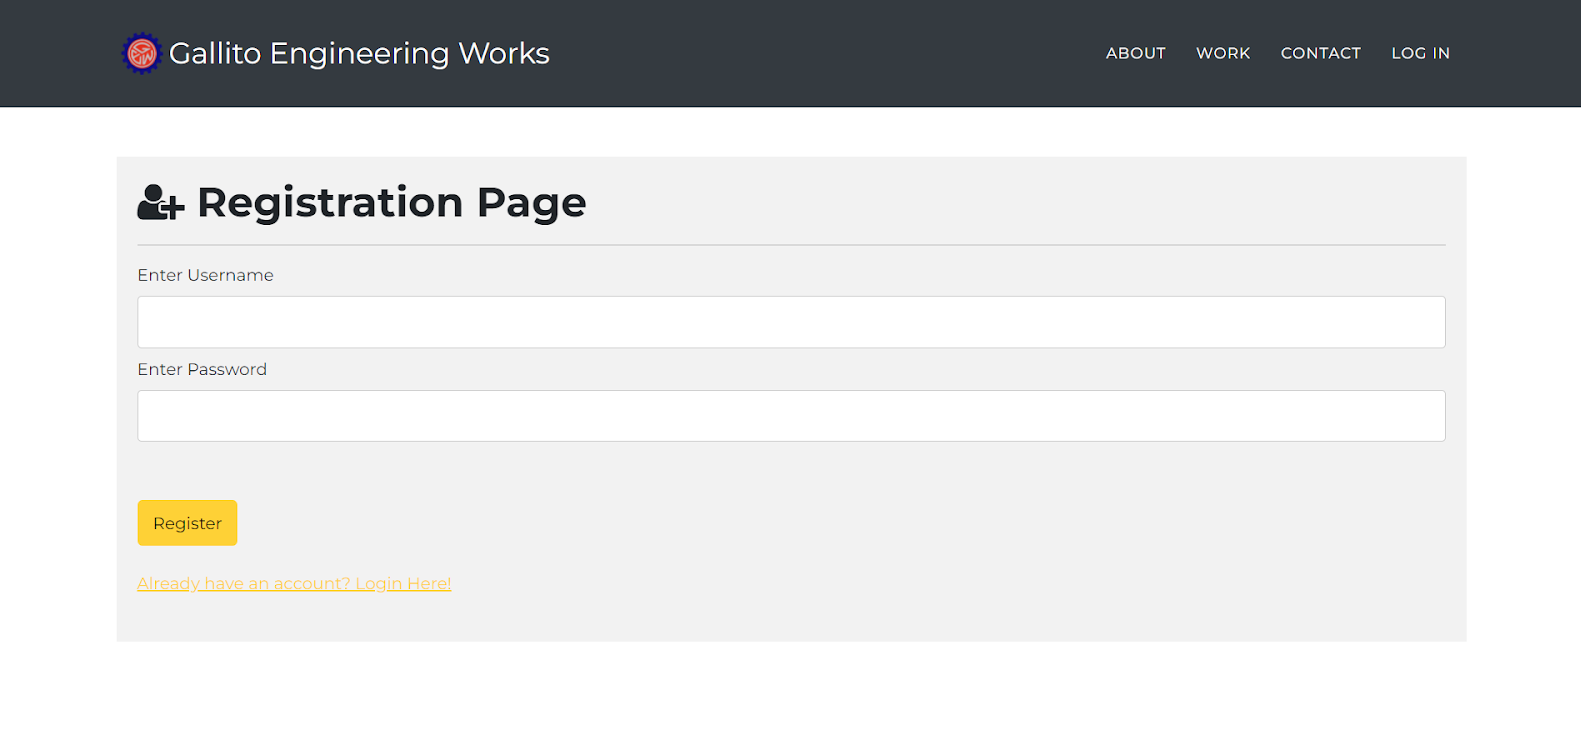 Gallito Engineering Works
ABOUT WORK CONTACT LOG IN
Registration Page
Enter Username
Enter Password
Register
Already have an account? Login Here!